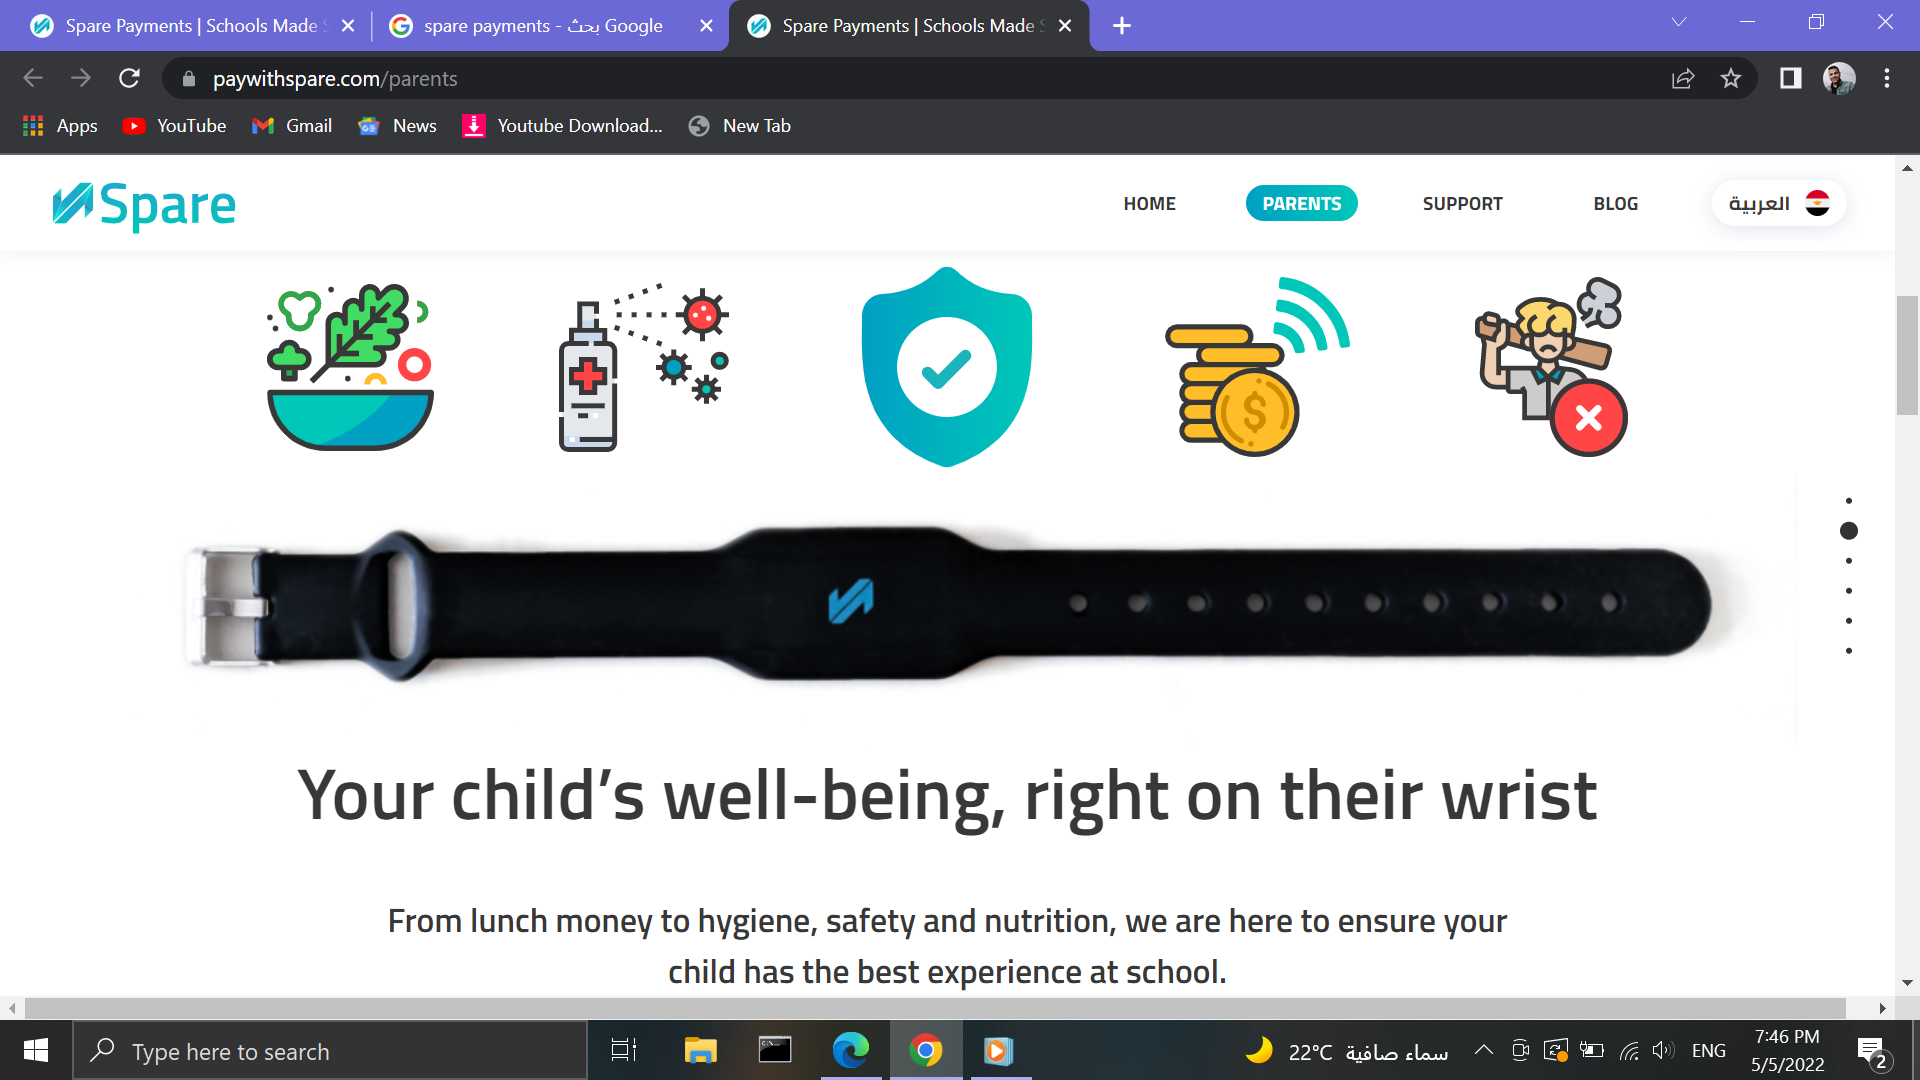 Spare Payments | Schools Made S
spare payments - بحث Google
Spare Payments | Schools Made S
paywithspare.com/parents
Apps
YouTube
Gmail
News
Youtube Download...
New Tab
Spare
HOME
PARENTS
SUPPORT
BLOG
العربية
Your child’s well-being, right on their wrist
From lunch money to hygiene, safety and nutrition, we are here to ensure your
child has the best experience at school.
Type here to search
22°C سماء صافية
ENG
7:46 PM
5/5/2022
2